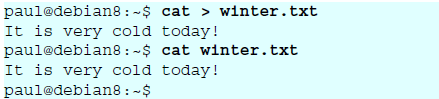 paul@debian8:~$ cat > winter.txt
It is very cold today!
paul@debian8:~$ cat winter.txt
It is very cold today!
paul@debian8:~$